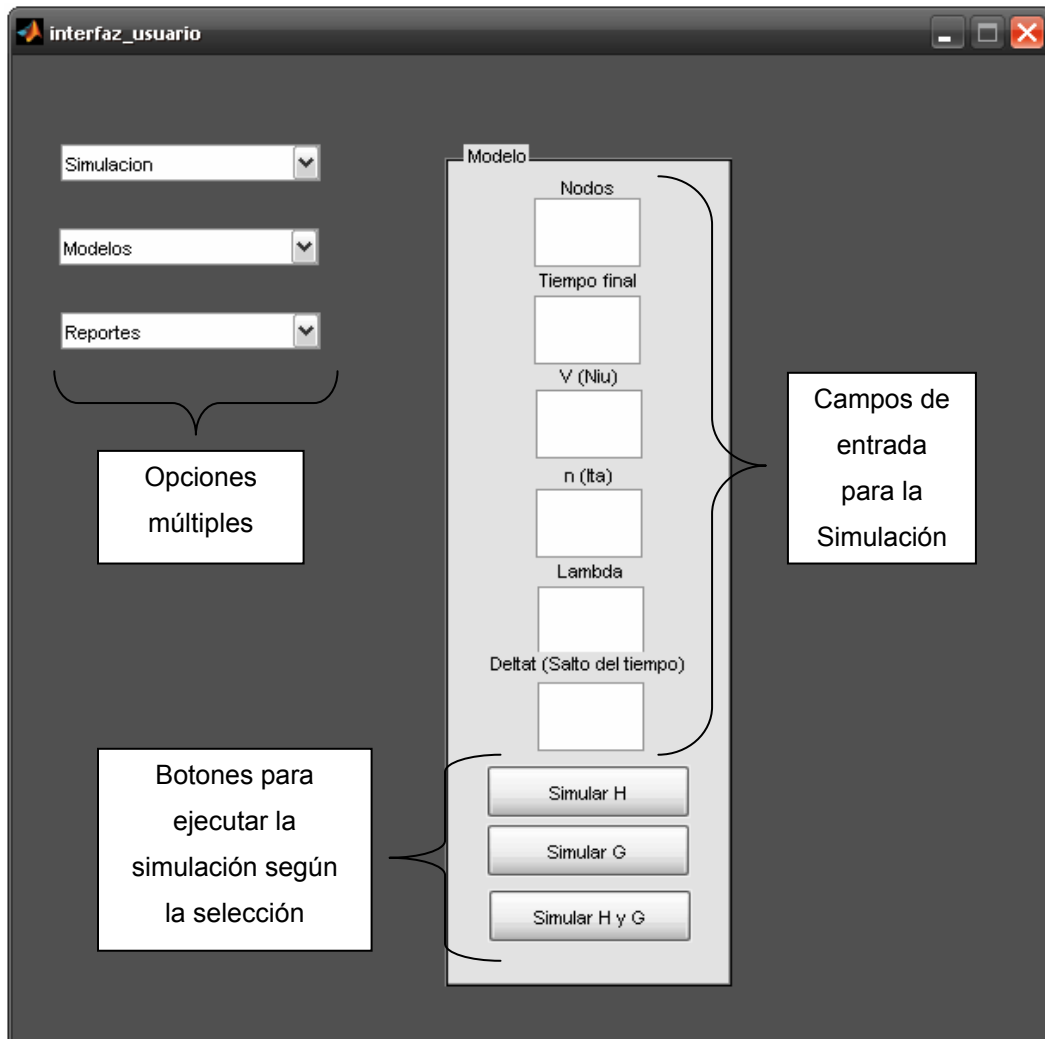 interfaz_usuario
Simulacion
Modelos
Reportes
Opciones
múltiples
Modelo
Nodos
Tiempo final
V (Niu)
n (Ita)
Lambda
Deltat (Salto del tiempo)
Campos de
entrada
para la
Simulación
Botones para
ejecutar la
simulación según
la selección
Simular H
Simular G
Simular H y G